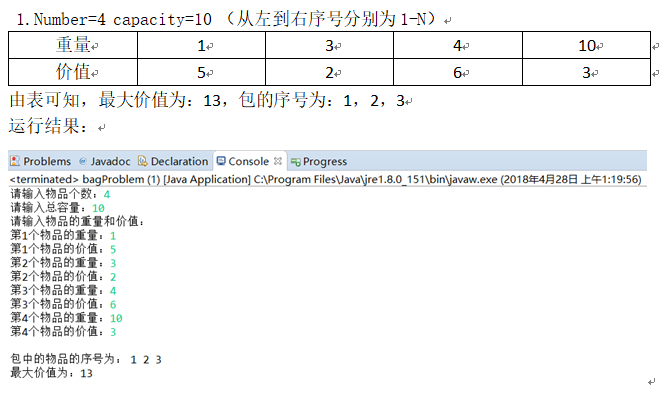 1.Number=4 capacity=10 （从左到右序号分别为1-N）
重量 1 3 4 10
价值 5 2 6 3
由表可知，最大价值为：13，包的序号为：1，2，3
运行结果：
Problems Javadoc Declaration Console Progress
<terminated> bagProblem (1) [Java Application] C:\Program Files\Java\jre1.8.0_151\bin\javaw.exe (2018年4月28日 上午1:19:56)
请输入物品个数：4
请输入总容量：10
请输入物品的重量和价值：
第1个物品的重量：1
第1个物品的价值：5
第2个物品的重量：3
第2个物品的价值：2
第3个物品的重量：4
第3个物品的价值：6
第4个物品的重量：10
第4个物品的价值：3
包中的物品的序号为： 1 2 3
最大价值为：13